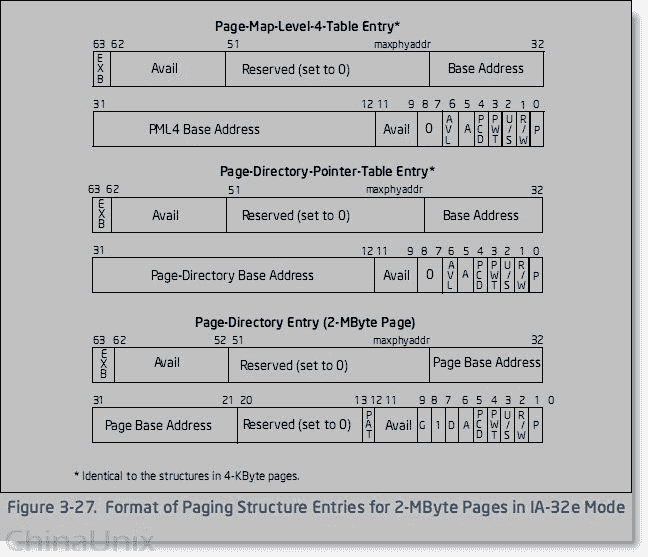 Page-Map-Level-4-Table Entry*
63 62 51 maxphyaddr 32
EXB Avail Reserved (set to 0) Base Address
31 12 11 9 8 7 6 5 4 3 2 1 0
PML4 Base Address Avail 0 AVL A PCD PWT U/S R/W P
Page-Directory-Pointer-Table Entry*
63 62 51 maxphyaddr 32
EXB Avail Reserved (set to 0) Base Address
31 12 11 9 8 7 6 5 4 3 2 1 0
Page-Directory Base Address Avail 0 AVL A PCD PWT U/S R/W P
Page-Directory Entry (2-MByte Page)
63 62 52 51 maxphyaddr 32
EXB Avail Reserved (set to 0) Page Base Address
31 21 20 13 12 11 9 8 7 6 5 4 3 2 1 0
Page Base Address Reserved (set to 0) PAT Avail G 1 D A PCD PWT U/S R/W P
* Identical to the structures in 4-KByte pages.
Figure 3-27. Format of Paging Structure Entries for 2-MByte Pages in IA-32e Mode
ChinaUnix